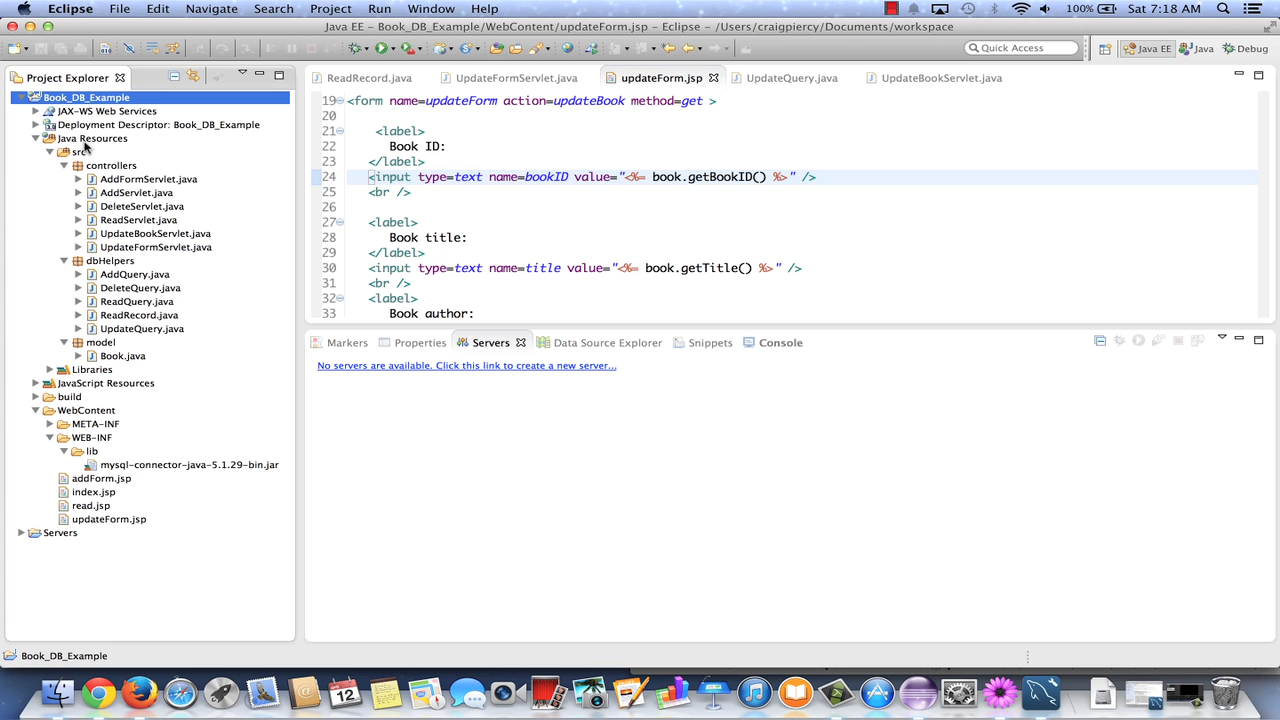 Eclipse File Edit Navigate Search Project Run Window Help 100% Sat 7:18 AM
Java EE – Book_DB_Example/WebContent/updateForm.jsp – Eclipse – /Users/craigpiercy/Documents/workspace
Quick Access Java EE Java Debug
Project Explorer
Book_DB_Example
JAX-WS Web Services
Deployment Descriptor: Book_DB_Example
Java Resources
src
controllers
AddFormServlet.java
AddServlet.java
DeleteServlet.java
ReadServlet.java
UpdateBookServlet.java
UpdateFormServlet.java
dbHelpers
AddQuery.java
DeleteQuery.java
ReadQuery.java
ReadRecord.java
UpdateQuery.java
model
Book.java
Libraries
JavaScript Resources
build
WebContent
META-INF
WEB-INF
lib
mysql-connector-java-5.1.29-bin.jar
addForm.jsp
index.jsp
read.jsp
updateForm.jsp
Servers
ReadRecord.java UpdateFormServlet.java updateForm.jsp UpdateQuery.java UpdateBookServlet.java
19 <form name=updateForm action=updateBook method=get >
20
21 <label>
22 Book ID:
23 </label>
24 <input type=text name=bookID value="<%= book.getBookID() %>" />
25 <br />
26
27 <label>
28 Book title:
29 </label>
30 <input type=text name=title value="<%= book.getTitle() %>" />
31 <br />
32 <label>
33 Book author:
Markers Properties Servers Data Source Explorer Snippets Console
No servers are available. Click this link to create a new server...
Book_DB_Example
12